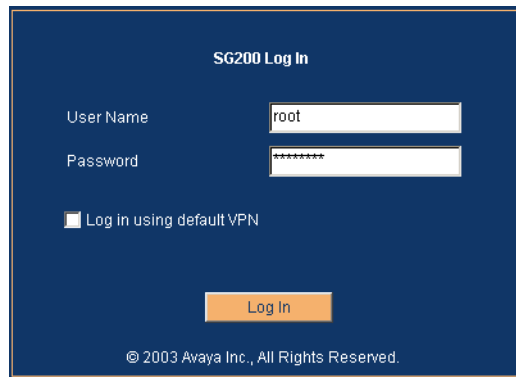 SG200 Log In
User Name root
Password ********
Log in using default VPN
Log In
© 2003 Avaya Inc., All Rights Reserved.